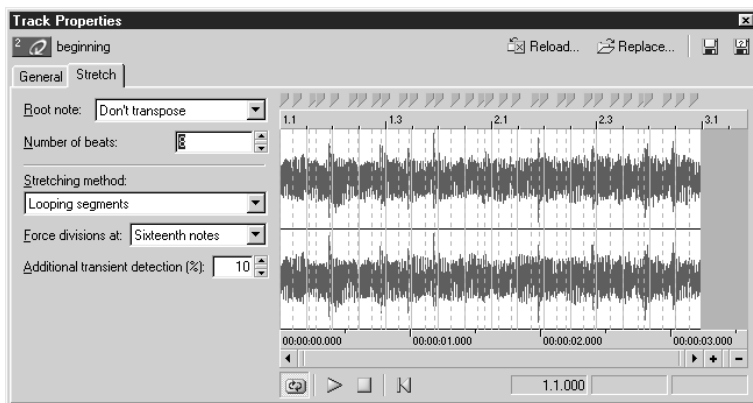 Track Properties
2 beginning Reload... Replace...
General Stretch
Root note: Don't transpose
Number of beats: 8
Stretching method:
Looping segments
Force divisions at: Sixteenth notes
Additional transient detection (%): 10
1.1 1.3 2.1 2.3 3.1
00:00:00.000 00:00:01.000 00:00:02.000 00:00:03.000
1.1.000